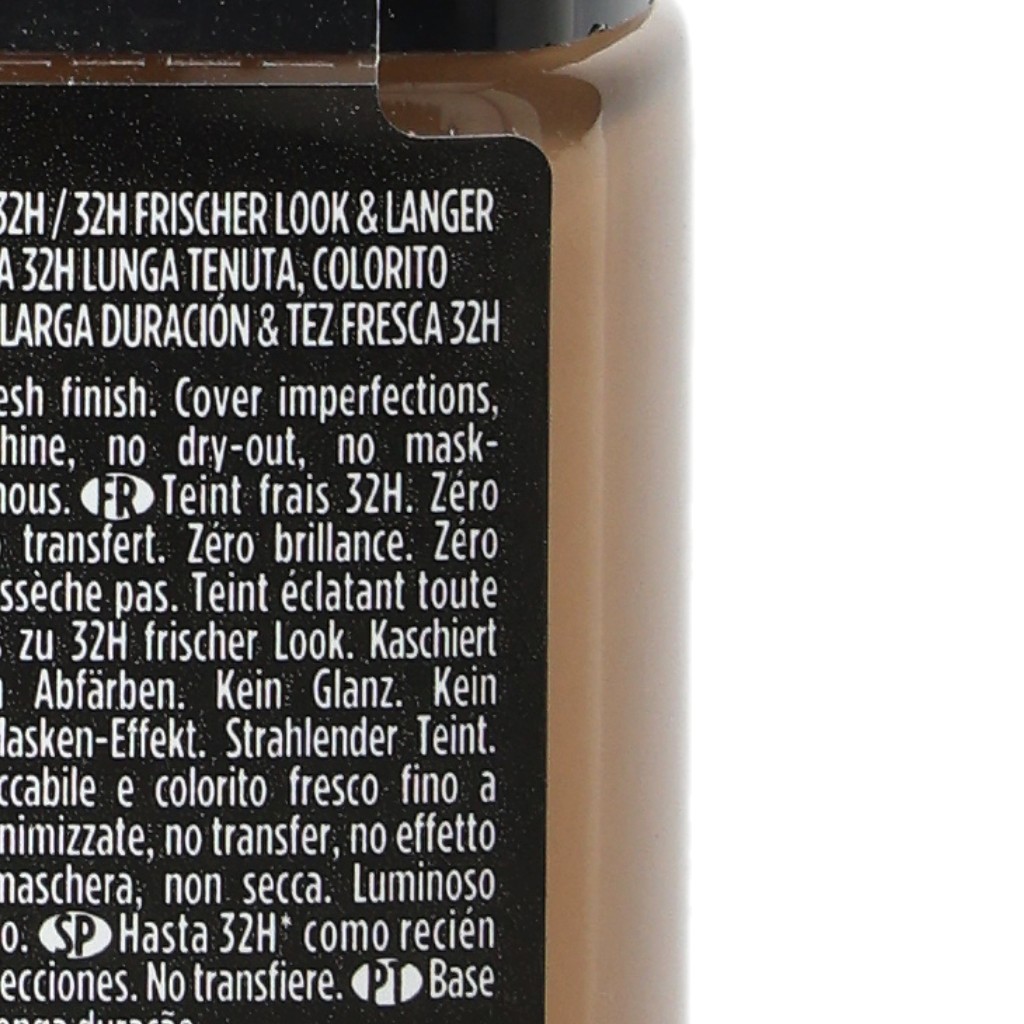 32H / 32H FRISCHER LOOK & LANGER
A 32H LUNGA TENUTA, COLORITO
LARGA DURACIÓN & TEZ FRESCA 32H
esh finish. Cover imperfections,
hine, no dry-out, no mask-
nous. FR Teint frais 32H. Zéro
transfert. Zéro brillance. Zéro
ssèche pas. Teint éclatant toute
zu 32H frischer Look. Kaschiert
Abfärben. Kein Glanz. Kein
Masken-Effekt. Strahlender Teint.
ccabile e colorito fresco fino a
nimizzate, no transfer, no effetto
maschera, non secca. Luminoso
o. SP Hasta 32H* como recién
ecciones. No transfiere. PT Base
onga duração